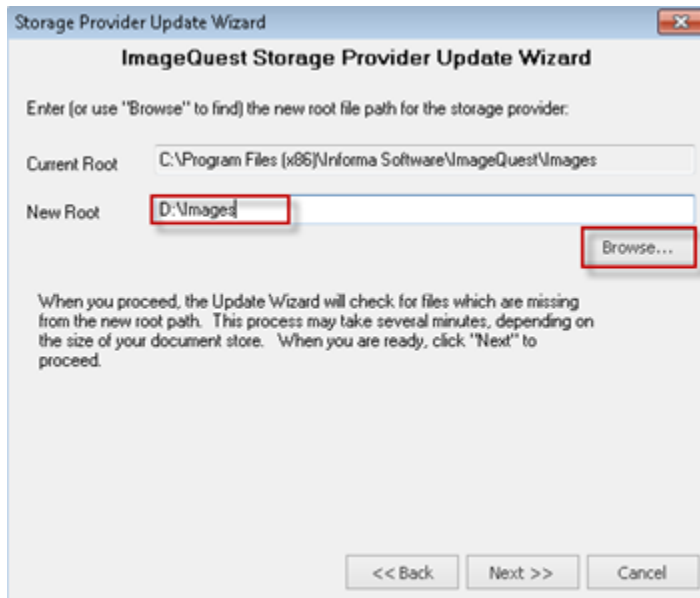 Storage Provider Update Wizard
ImageQuest Storage Provider Update Wizard
Enter (or use "Browse" to find) the new root file path for the storage provider:
Current Root C:\Program Files (x86)\Informa Software\ImageQuest\Images
New Root D:\Images
Browse...
When you proceed, the Update Wizard will check for files which are missing
from the new root path. This process may take several minutes, depending on
the size of your document store. When you are ready, click "Next" to
proceed.
<< Back Next >> Cancel